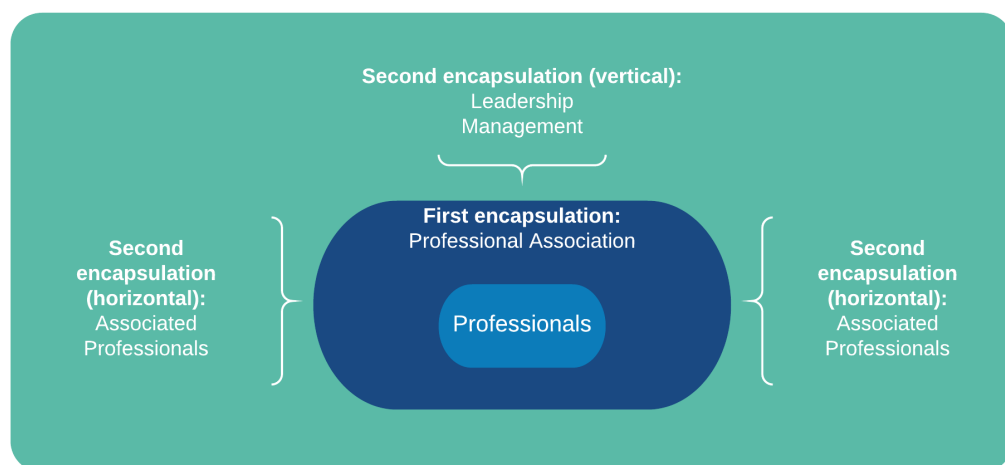 Second encapsulation (vertical):
Leadership
Management
First encapsulation:
Professional Association
Professionals
Second
encapsulation
(horizontal):
Associated
Professionals
Second
encapsulation
(horizontal):
Associated
Professionals